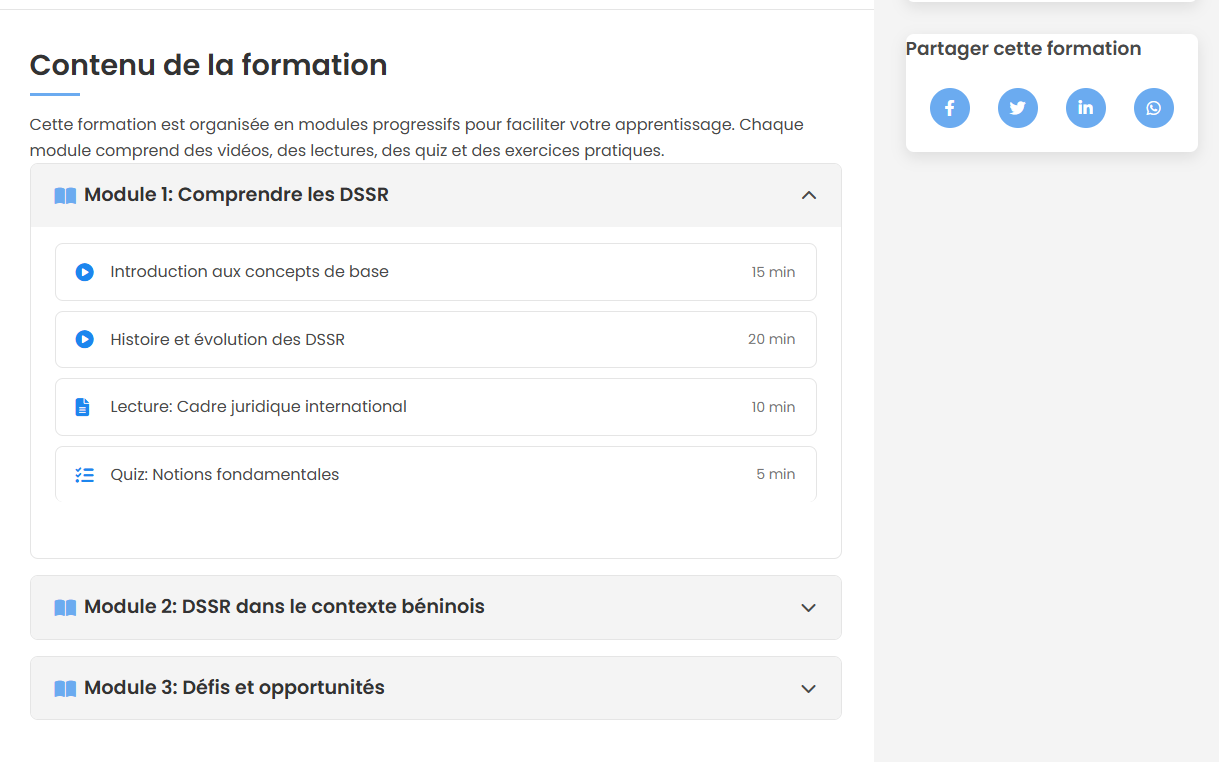 Contenu de la formation
Cette formation est organisée en modules progressifs pour faciliter votre apprentissage. Chaque
module comprend des vidéos, des lectures, des quiz et des exercices pratiques.
Module 1: Comprendre les DSSR
Introduction aux concepts de base 15 min
Histoire et évolution des DSSR 20 min
Lecture: Cadre juridique international 10 min
Quiz: Notions fondamentales 5 min
Module 2: DSSR dans le contexte béninois
Module 3: Défis et opportunités
Partager cette formation